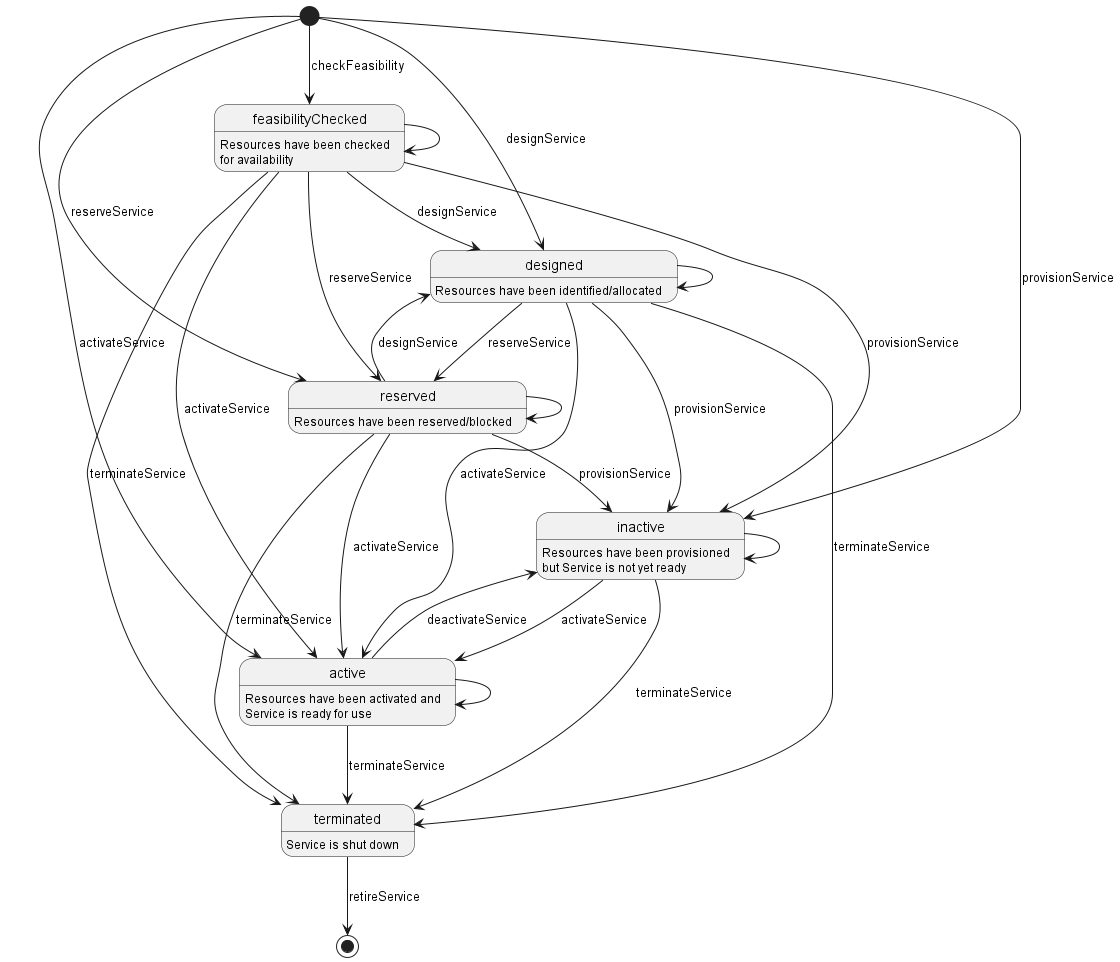 checkFeasibility
feasibilityChecked
Resources have been checked
for availability
designService
reserveService
designService
designed
Resources have been identified/allocated
reserveService
provisionService
activateService
designService
reserveService
provisionService
reserved
Resources have been reserved/blocked
activateService
provisionService
terminateService
activateService
provisionService
inactive
Resources have been provisioned
but Service is not yet ready
activateService
terminateService
terminateService
deactivateService
activateService
active
Resources have been activated and
Service is ready for use
terminateService
terminateService
terminated
Service is shut down
retireService